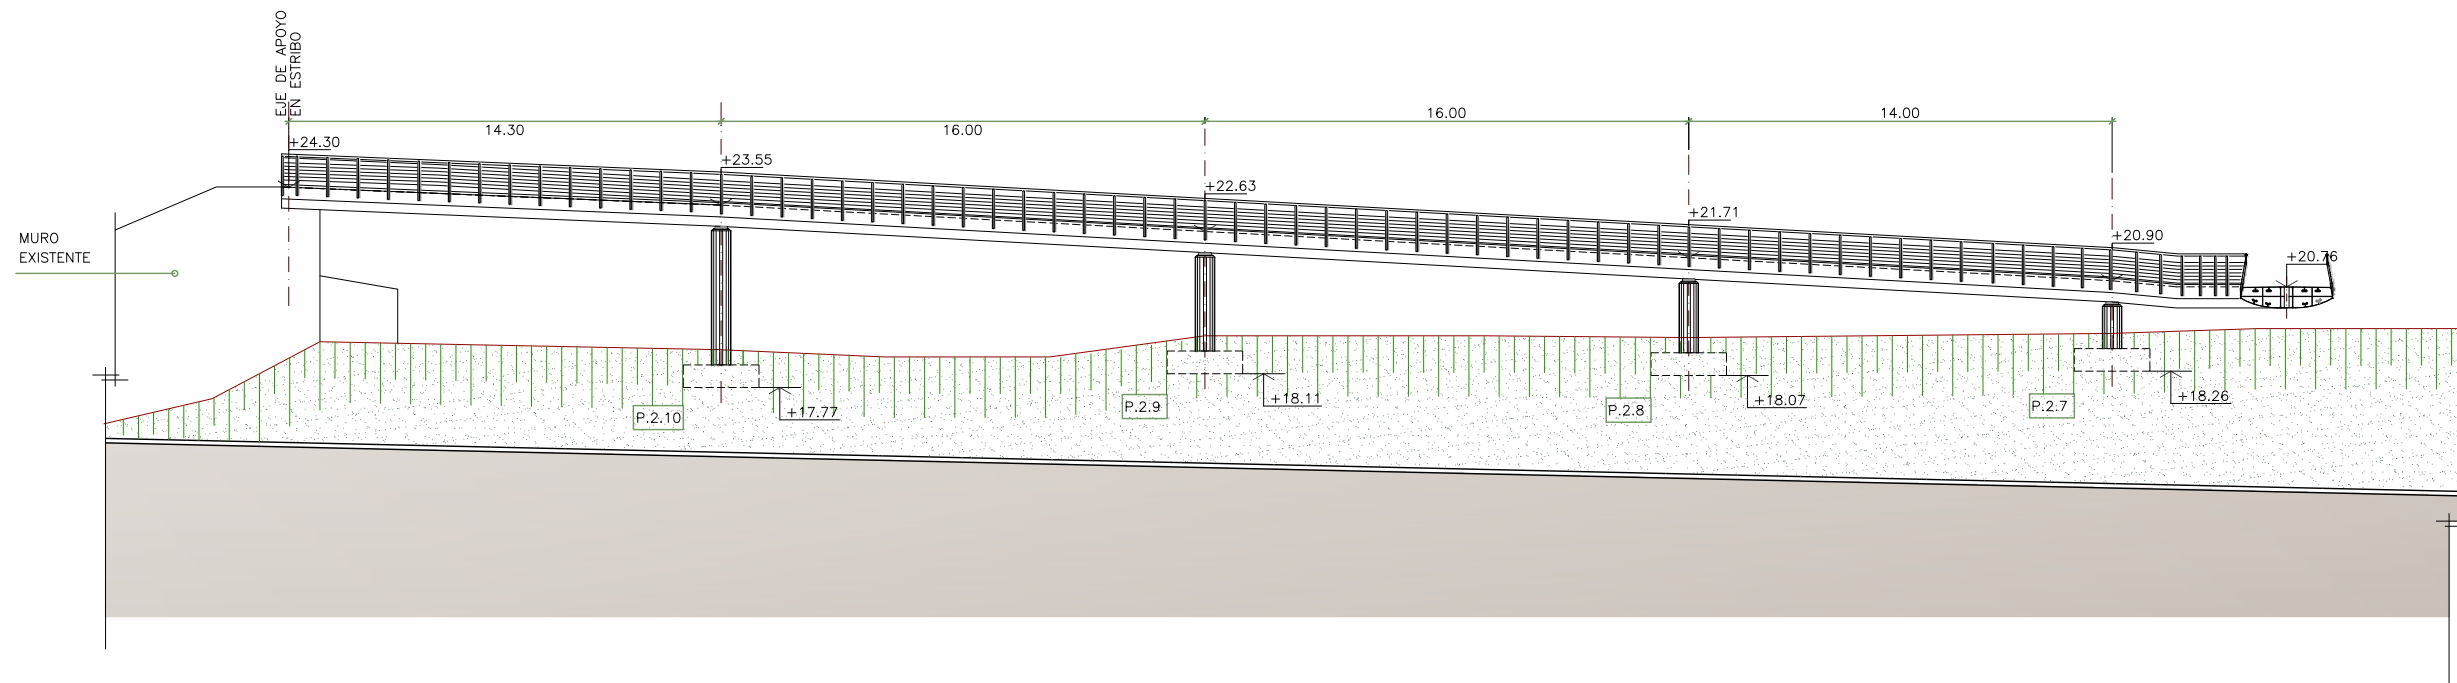 EJE DE APOYO
EN ESTRIBO
14.30
16.00
16.00
14.00
+24.30
+23.55
+22.63
+21.71
+20.90
+20.76
MURO
EXISTENTE
P.2.10
+17.77
P.2.9
+18.11
P.2.8
+18.07
P.2.7
+18.26